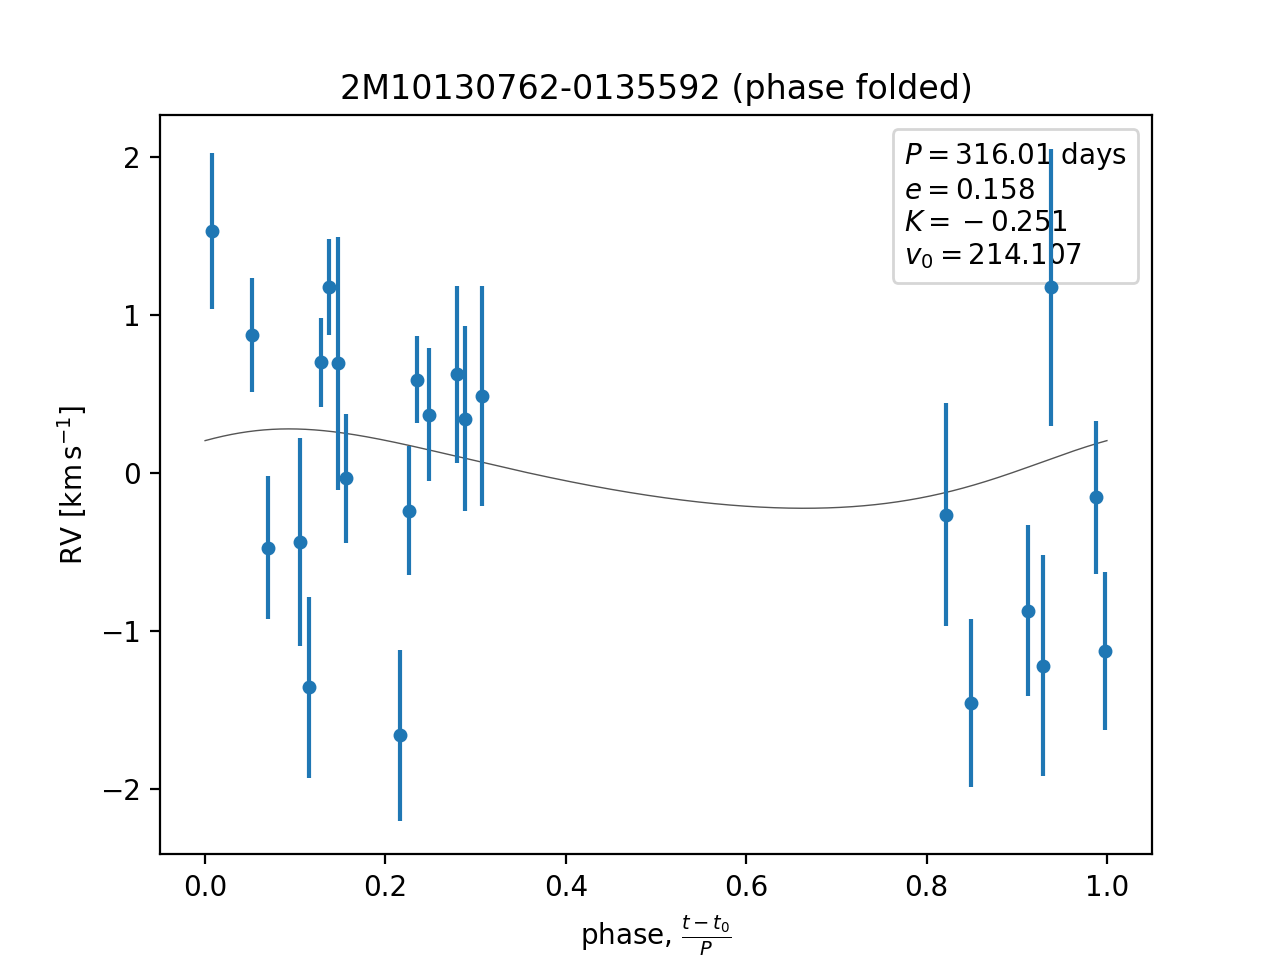 2M10130762-0135592 (phase folded)
P = 316.01 days
e = 0.158
K = −0.251
v₀ = 214.107
RV [km s⁻¹]
2
1
0
−1
−2
0.0 0.2 0.4 0.6 0.8 1.0
phase, (t − t₀)/P